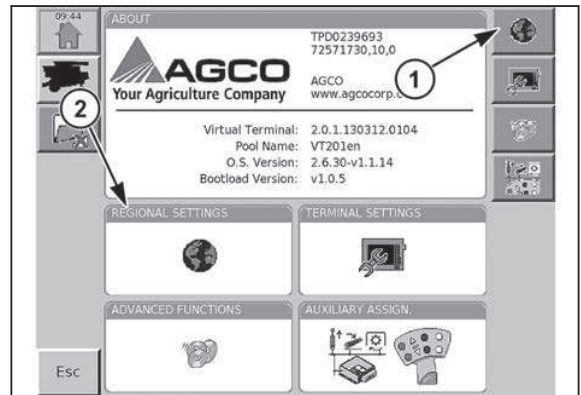 09:44
ABOUT
TPD0239693
72571730,10,0
AGCO
Your Agriculture Company
AGCO
www.agcocorp.c
1
2
Virtual Terminal: 2.0.1.130312.0104
Pool Name: VT201en
O.S. Version: 2.6.30-v1.1.14
Bootload Version: v1.0.5
REGIONAL SETTINGS
TERMINAL SETTINGS
ADVANCED FUNCTIONS
AUXILIARY ASSIGN.
Esc